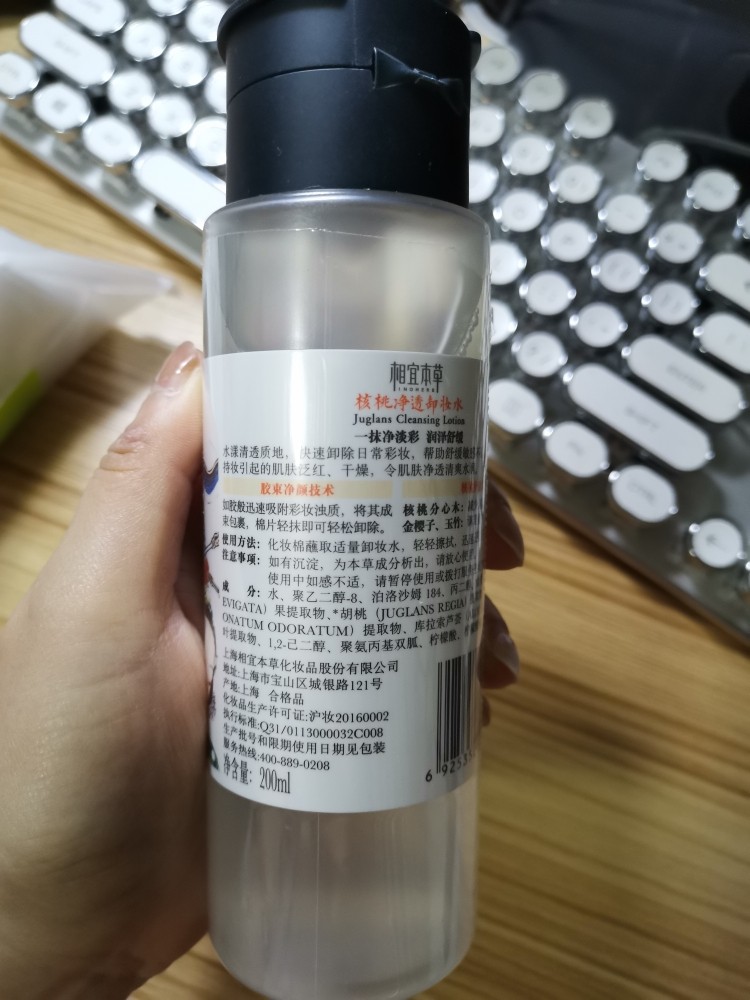 相宜本草
INOHERB
核桃净透卸妆水
Juglans Cleansing Lotion
一抹净淡彩 润泽舒缓
水漾清透质地，快速卸除日常彩妆，帮助舒缓
持妆引起的肌肤泛红、干燥，令肌肤净透清爽水
胶束净颜技术
如胶般迅速吸附彩妆浊质，将其成
束包裹，棉片轻抹即可轻松卸除。
核桃分心木：
金樱子、玉竹：
使用方法：化妆棉蘸取适量卸妆水，轻轻擦拭，
注意事项：如有沉淀，为本草成分析出，请放心使
使用中如感不适，请暂停使用或拨打
成 分：水、聚乙二醇-8、泊洛沙姆 184、丙二
EVIGATA）果提取物、*胡桃（JUGLANS REGIA
ONATUM ODORATUM）提取物、库拉索芦荟
叶提取物、1,2-己二醇、聚氨丙基双胍、柠檬酸、
上海相宜本草化妆品股份有限公司
地址:上海市宝山区城银路121号
产地:上海 合格品
化妆品生产许可证:沪妆20160002
执行标准:Q31/0113000032C008
生产批号和限期使用日期见包装
服务热线:400-889-0208
净含量: 200ml
6 92535